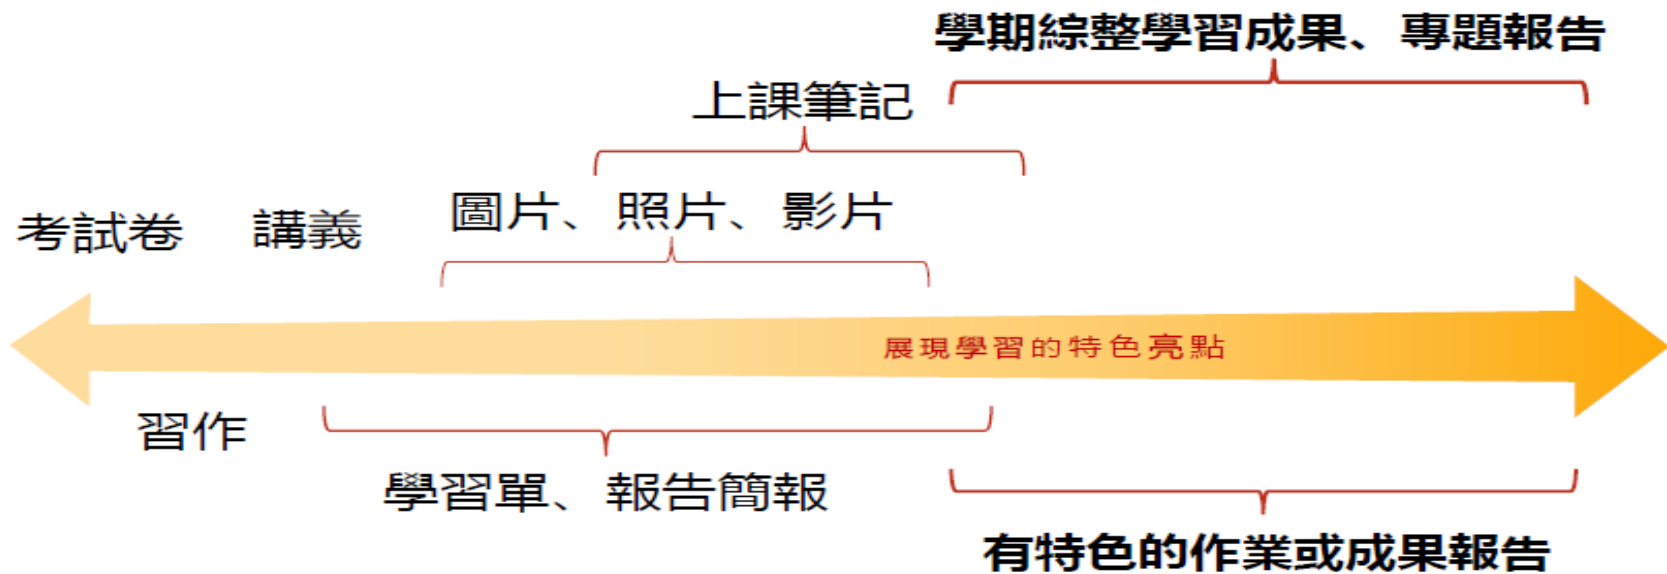 學期綜整學習成果、專題報告
上課筆記
圖片、照片、影片
考試卷 講義
展現學習的特色亮點
習作
學習單、報告簡報
有特色的作業或成果報告